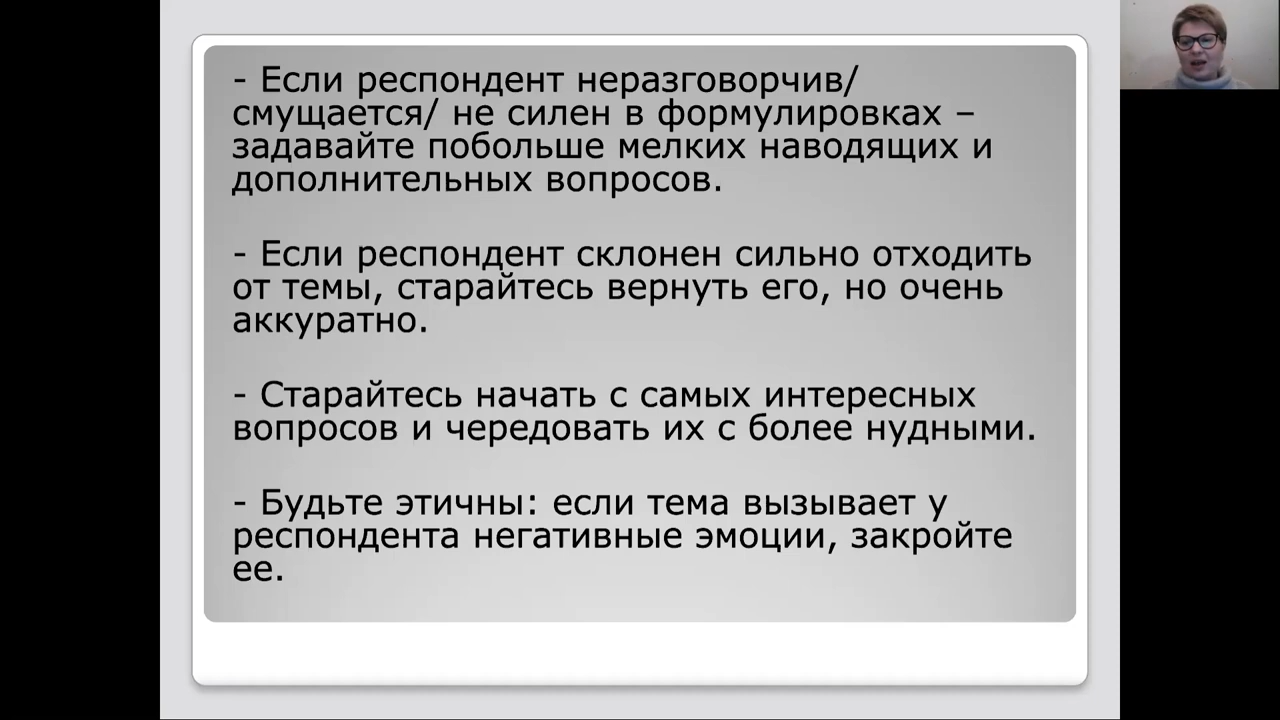 - Если респондент неразговорчив/
смущается/ не силен в формулировках –
задавайте побольше мелких наводящих и
дополнительных вопросов.
- Если респондент склонен сильно отходить
от темы, старайтесь вернуть его, но очень
аккуратно.
- Старайтесь начать с самых интересных
вопросов и чередовать их с более нудными.
- Будьте этичны: если тема вызывает у
респондента негативные эмоции, закройте
ее.